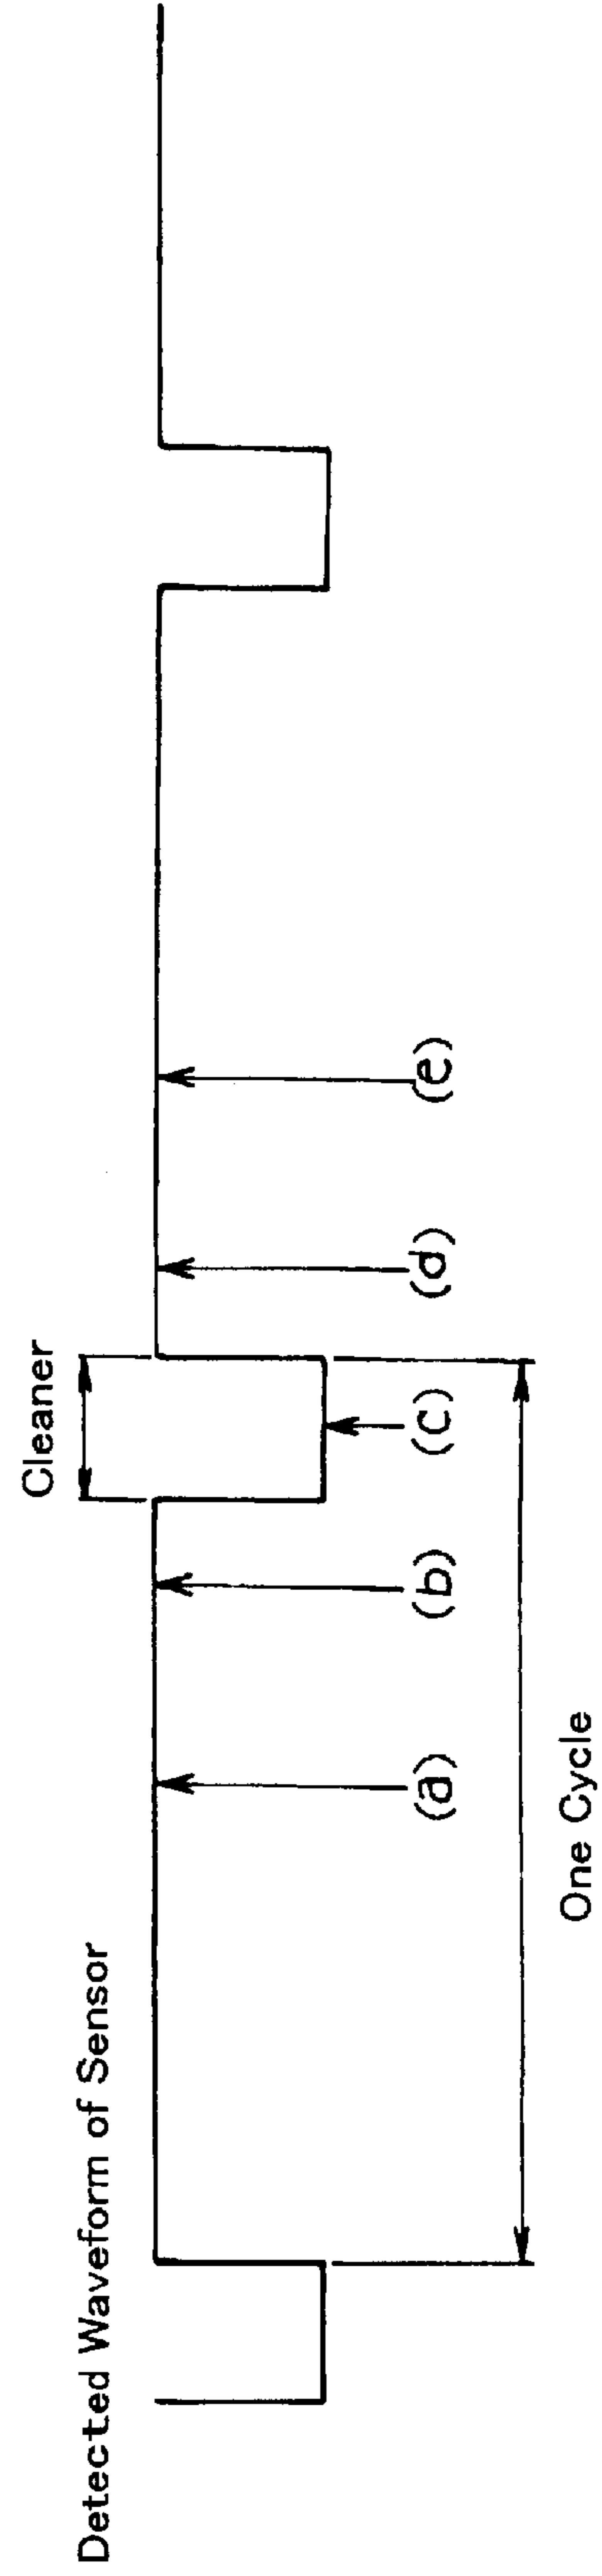 Detected Waveform of Sensor
Cleaner
(a)
(b)
(c)
(d)
(e)
One Cycle